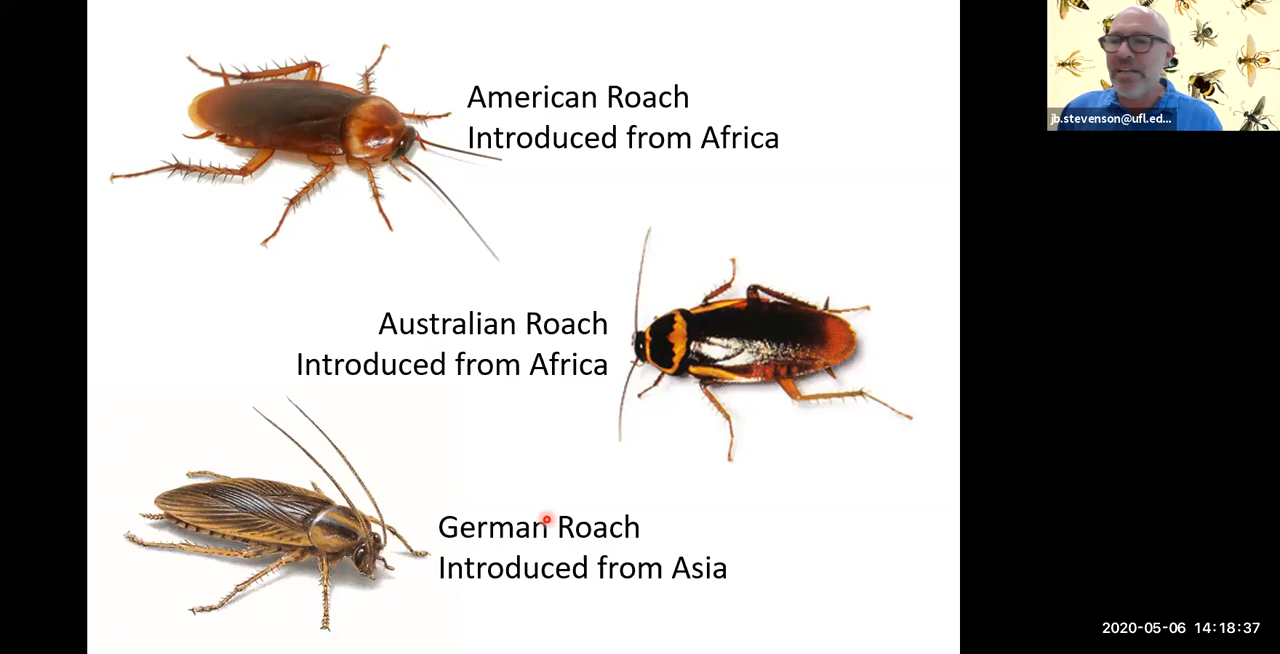 American Roach
Introduced from Africa
jb.stevenson@ufl.ed...
Australian Roach
Introduced from Africa
German Roach
Introduced from Asia
2020-05-06 14:18:37